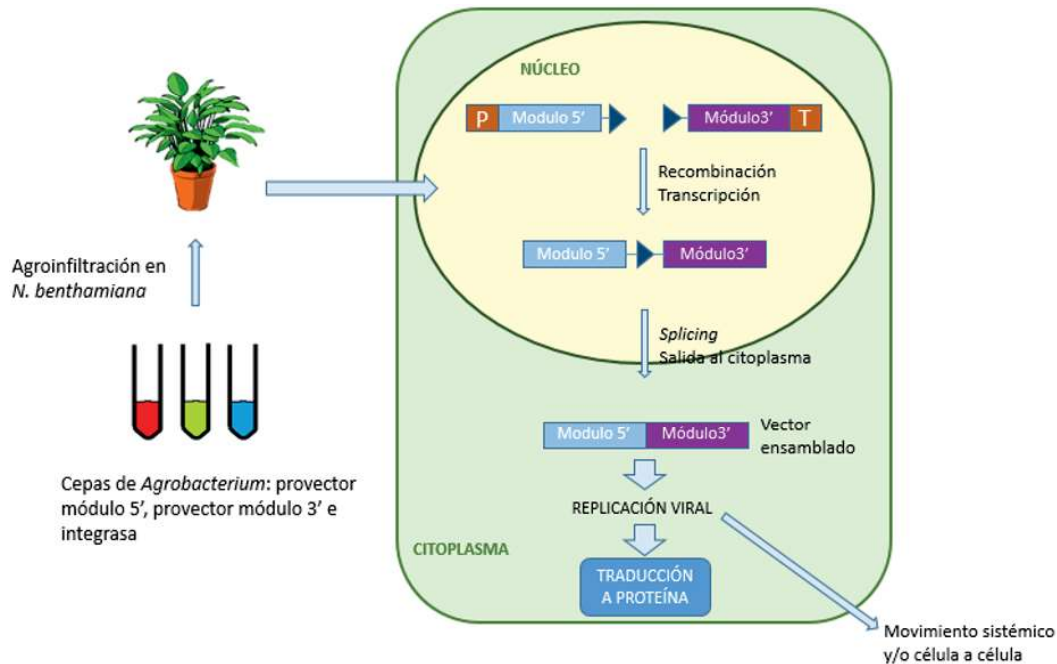 NÚCLEO
P Modulo 5’
Módulo3’ T
Recombinación
Transcripción
Modulo 5’ Módulo3’
Splicing
Salida al citoplasma
Modulo 5’ Módulo3’
Vector
ensamblado
REPLICACIÓN VIRAL
CITOPLASMA
TRADUCCIÓN
A PROTEÍNA
Movimiento sistémico
y/o célula a célula
Agroinfiltración en
N. benthamiana
Cepas de Agrobacterium: provector
módulo 5’, provector módulo 3’ e
integrasa